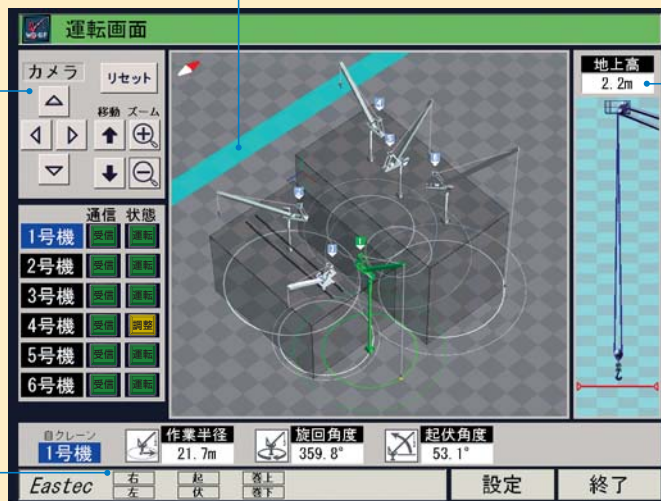 運転画面
カメラ
リセット
移動 ズーム
通信 状態
1号機 受信 運転
2号機 受信 運転
3号機 受信 運転
4号機 受信 調整
5号機 受信 運転
6号機 受信 運転
地上高
2.2m
自クレーン
1号機
作業半径
21.7m
旋回角度
359.8°
起伏角度
53.1°
Eastec
右 起 巻上
左 伏 巻下
設定 終了